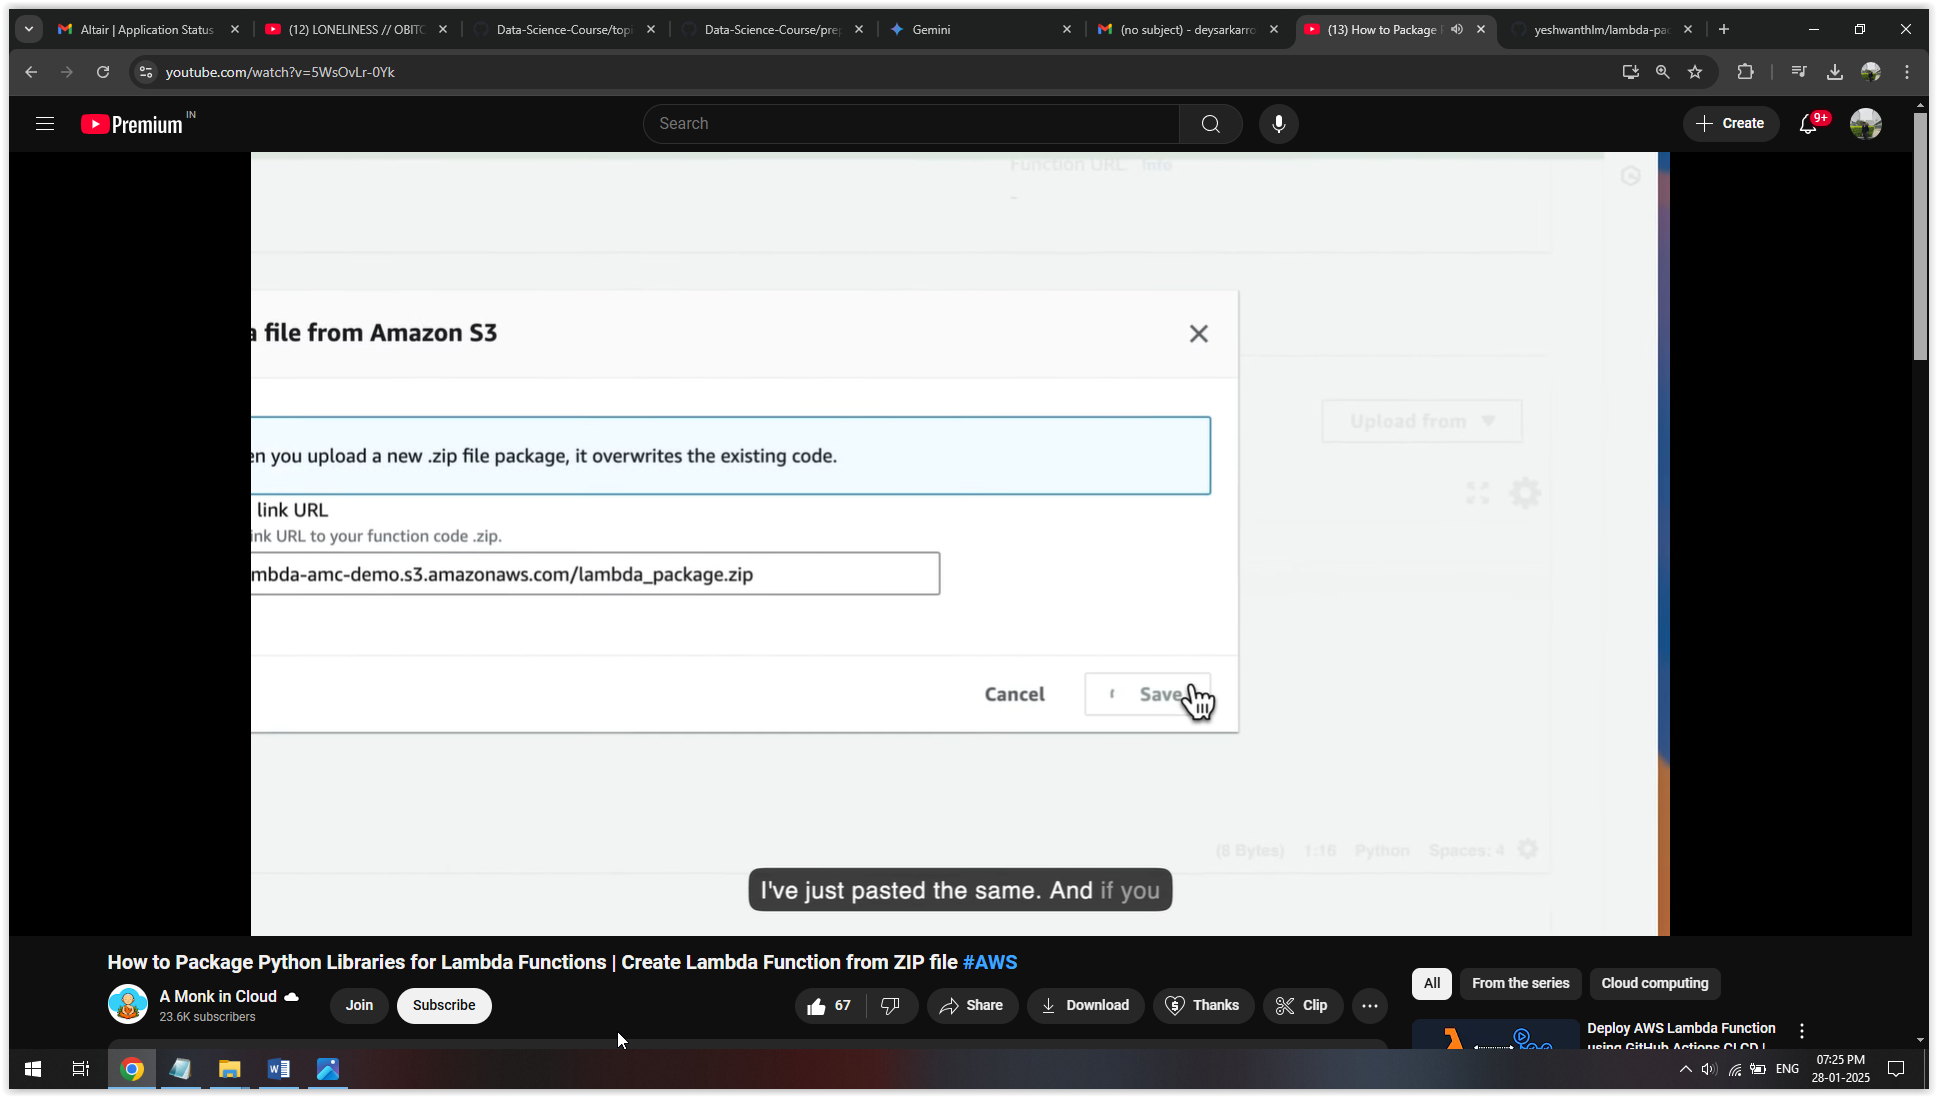 Altair | Application Status
(12) LONELINESS // OBITO
Data-Science-Course/topi
Data-Science-Course/prep
Gemini
(no subject) - deysarkarro
(13) How to Package P
yeshwanthlm/lambda-pac
youtube.com/watch?v=5WsOvLr-0Yk
Premium IN
Search
Create
9+
Function URL Info
-
a file from Amazon S3
en you upload a new .zip file package, it overwrites the existing code.
link URL
ink URL to your function code .zip.
mbda-amc-demo.s3.amazonaws.com/lambda_package.zip
Cancel
Save
Upload from
(8 Bytes) 1:16 Python Spaces: 4
I've just pasted the same. And if you
How to Package Python Libraries for Lambda Functions | Create Lambda Function from ZIP file #AWS
A Monk in Cloud
23.6K subscribers
Join
Subscribe
67
Share
Download
Thanks
Clip
All
From the series
Cloud computing
Deploy AWS Lambda Function
using GitHub Actions CI CD |
ENG
07:25 PM
28-01-2025